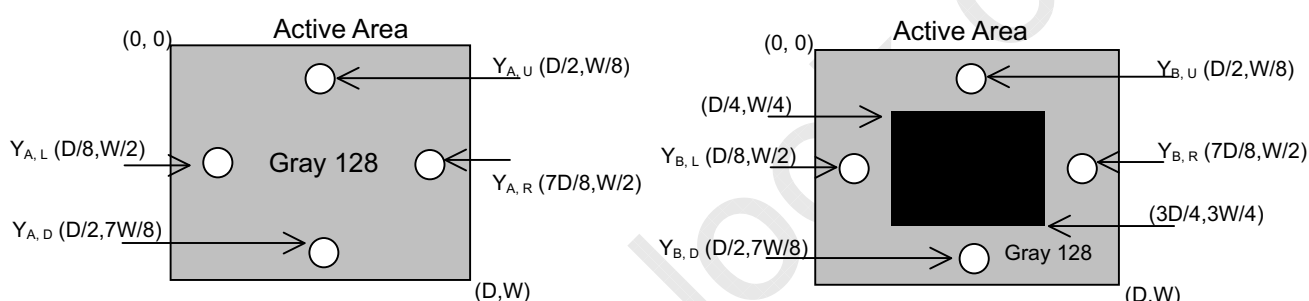 Active Area
(0, 0)
Y_A, U (D/2,W/8)
Y_A, L (D/8,W/2)
Gray 128
Y_A, R (7D/8,W/2)
Y_A, D (D/2,7W/8)
(D,W)
Active Area
(0, 0)
Y_B, U (D/2,W/8)
(D/4,W/4)
Y_B, L (D/8,W/2)
Y_B, R (7D/8,W/2)
(3D/4,3W/4)
Y_B, D (D/2,7W/8)
Gray 128
(D,W)